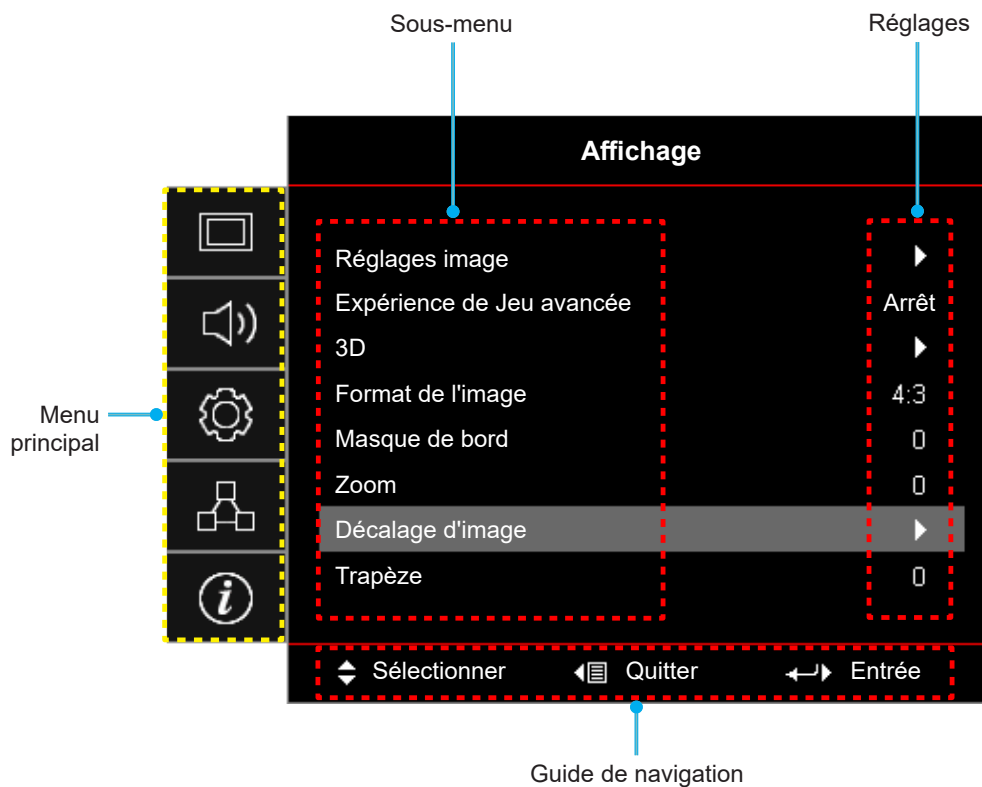 Sous-menu
Réglages
Affichage
Réglages image
Expérience de Jeu avancée Arrêt
3D
Format de l'image 4:3
Masque de bord 0
Zoom 0
Décalage d'image
Trapèze 0
Menu
principal
i
Sélectionner Quitter Entrée
Guide de navigation